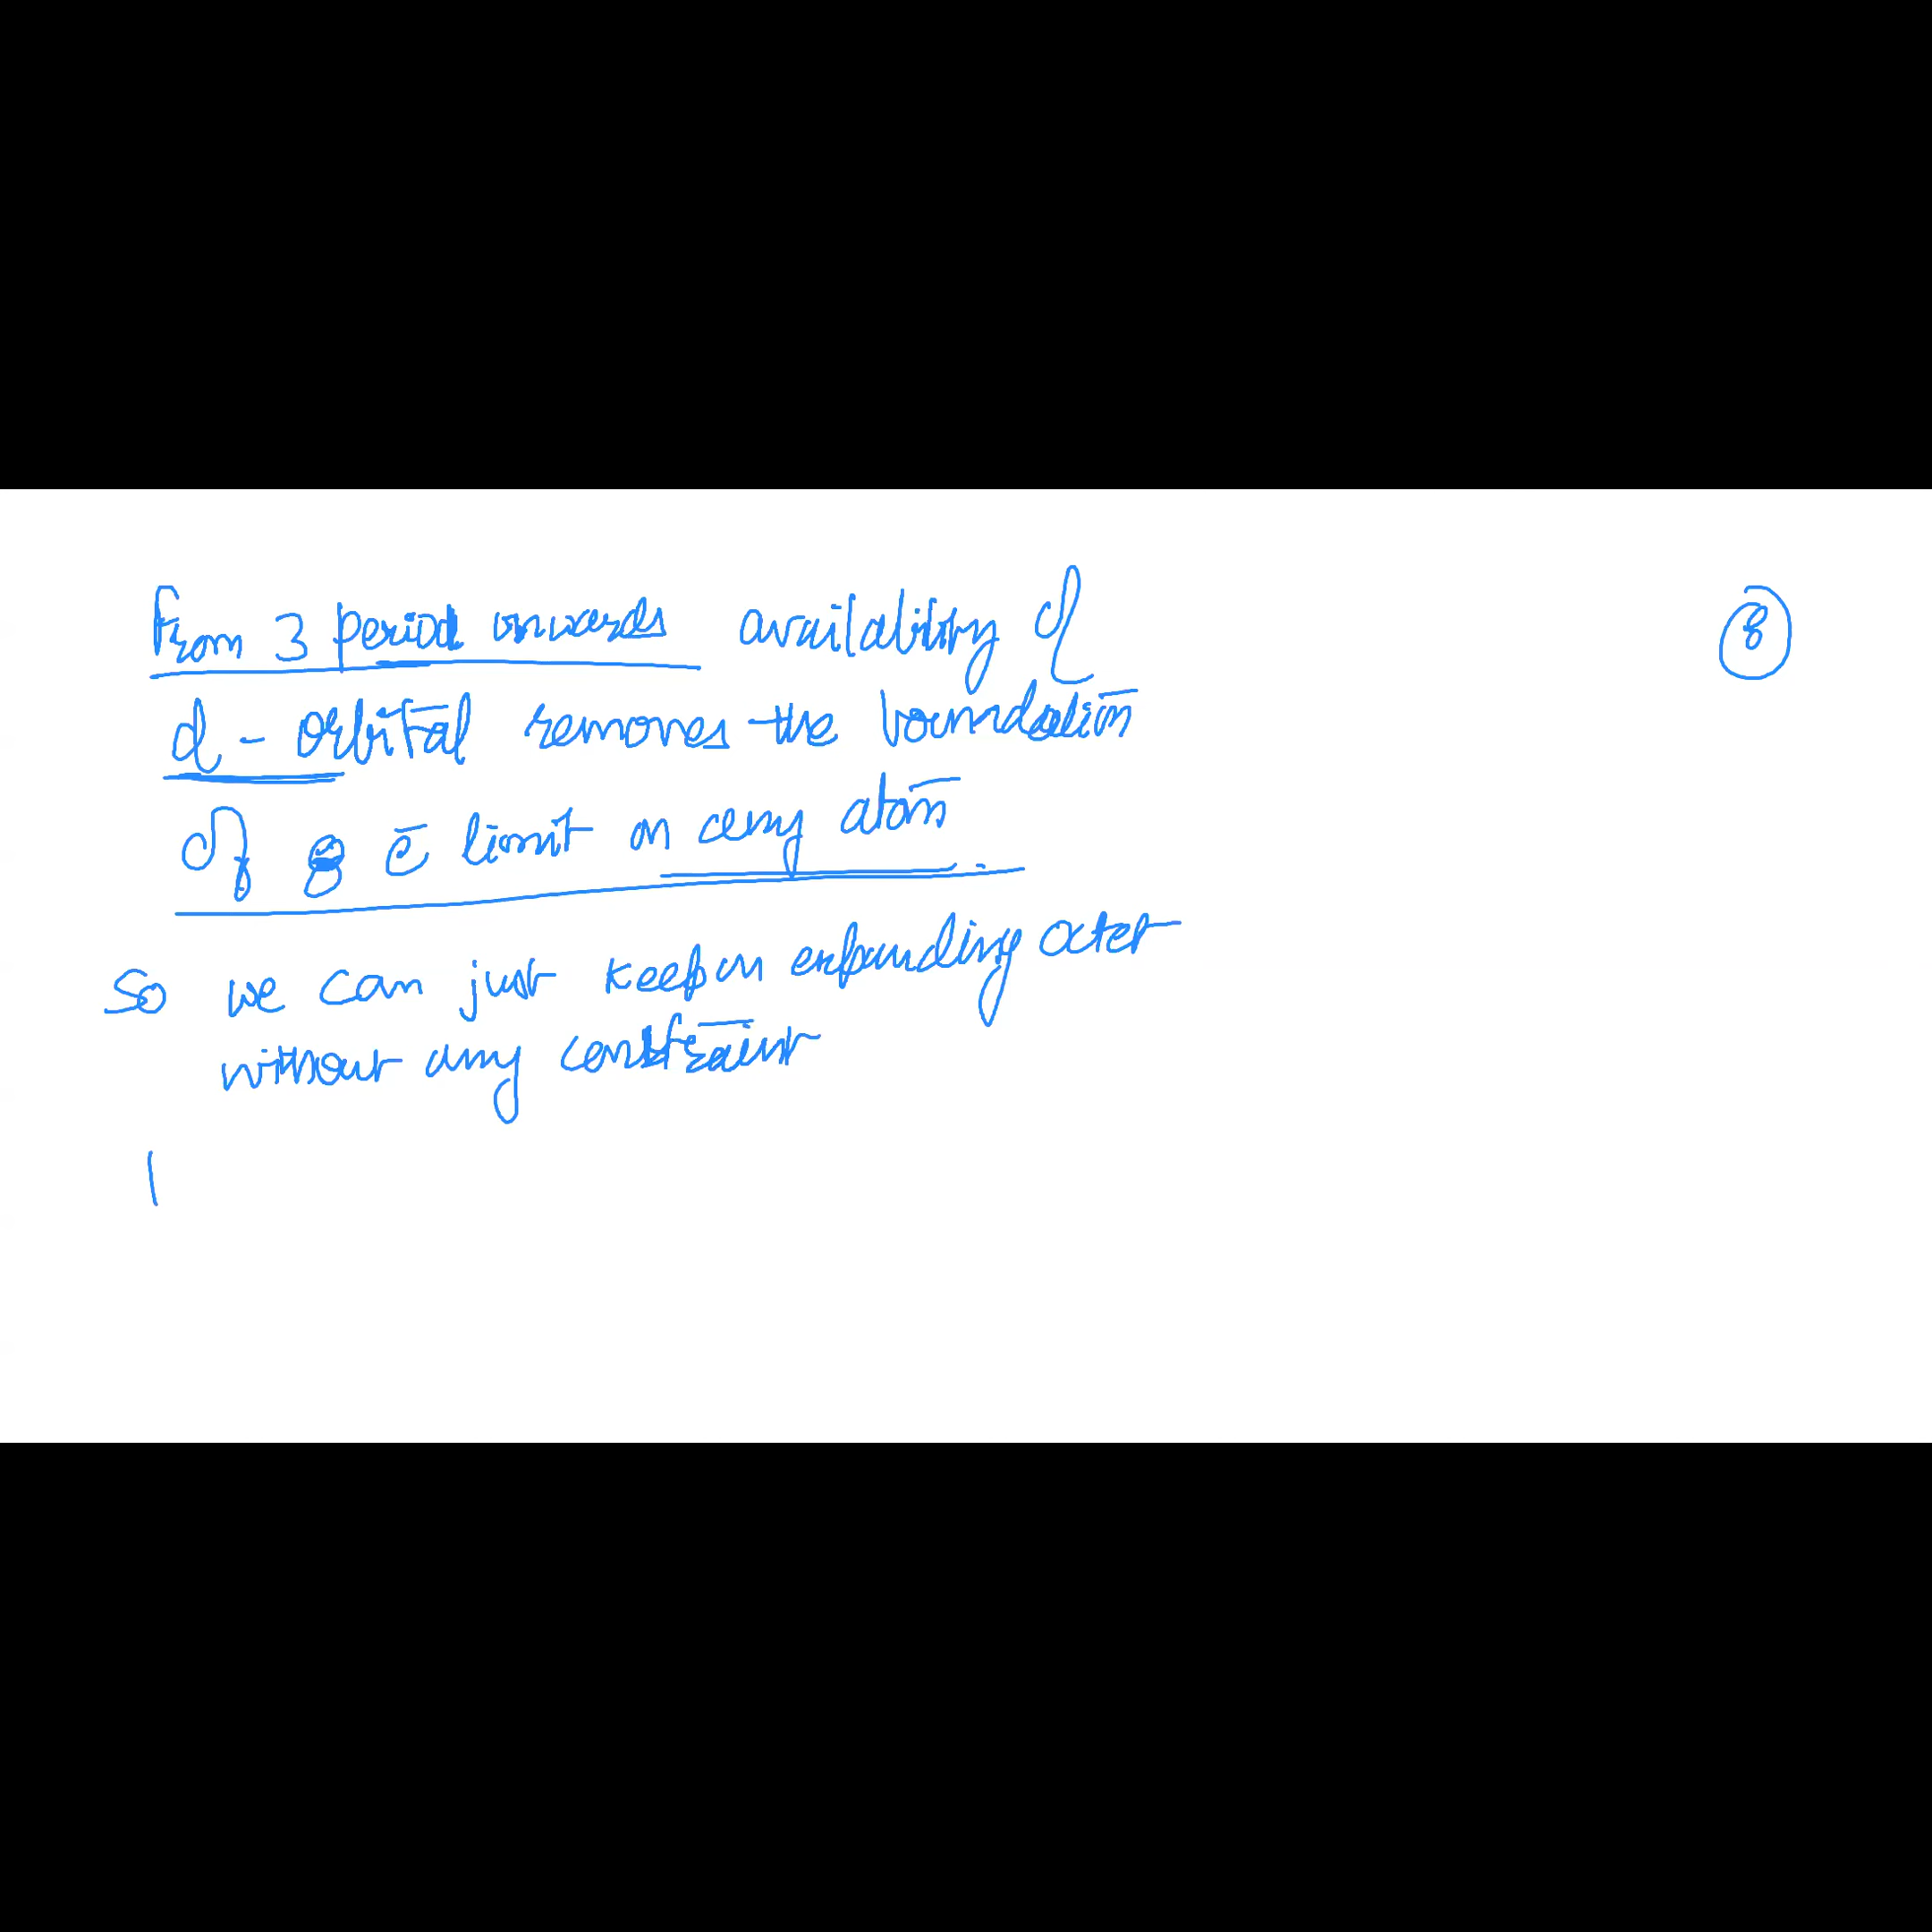 From 3 period onwards availability of
8
d - orbital removes the boundation
Of 8 e̅ limit on any atom
So we can just keep on expanding octet
without any constraint